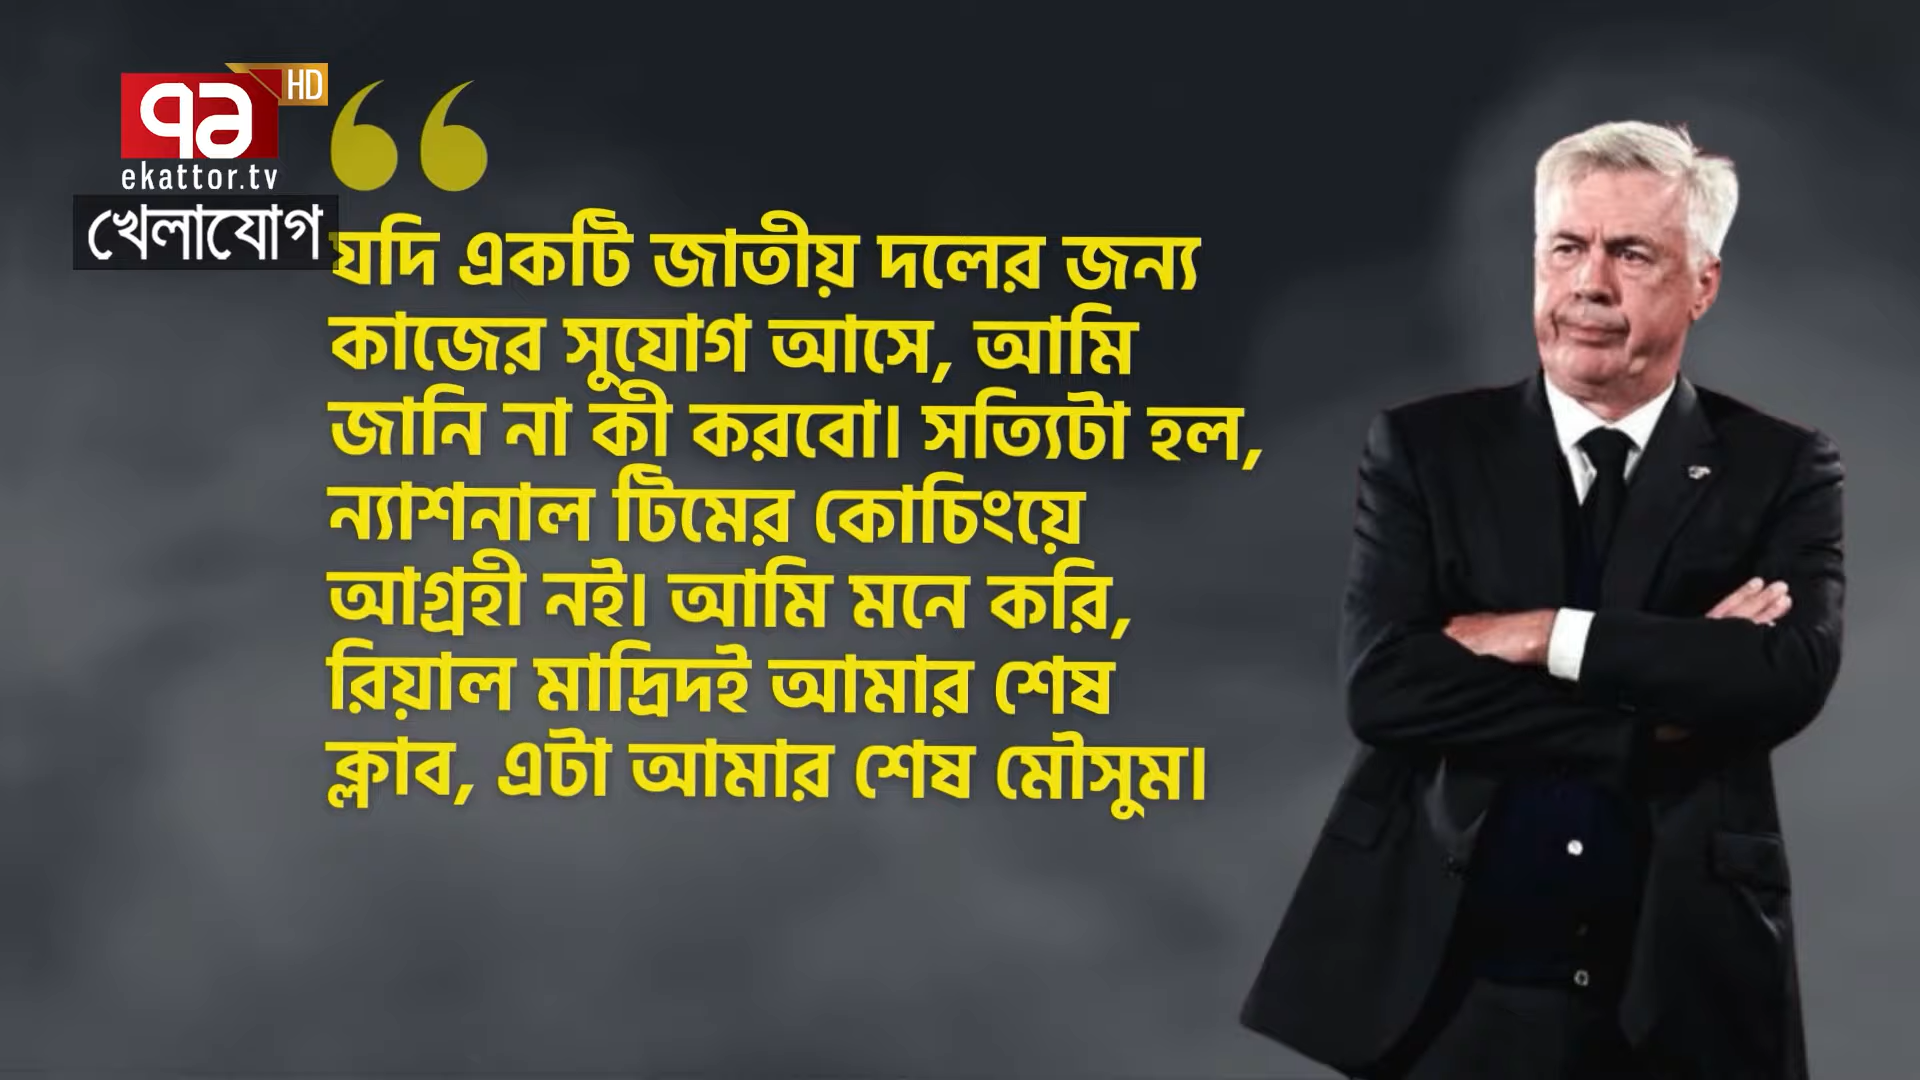 ৭১
HD
ekattor.tv
খেলাযোগ
“
যদি একটি জাতীয় দলের জন্য
কাজের সুযোগ আসে, আমি
জানি না কী করবো। সত্যিটা হল,
ন্যাশনাল টিমের কোচিংয়ে
আগ্রহী নই। আমি মনে করি,
রিয়াল মাদ্রিদই আমার শেষ
ক্লাব, এটা আমার শেষ মৌসুম।